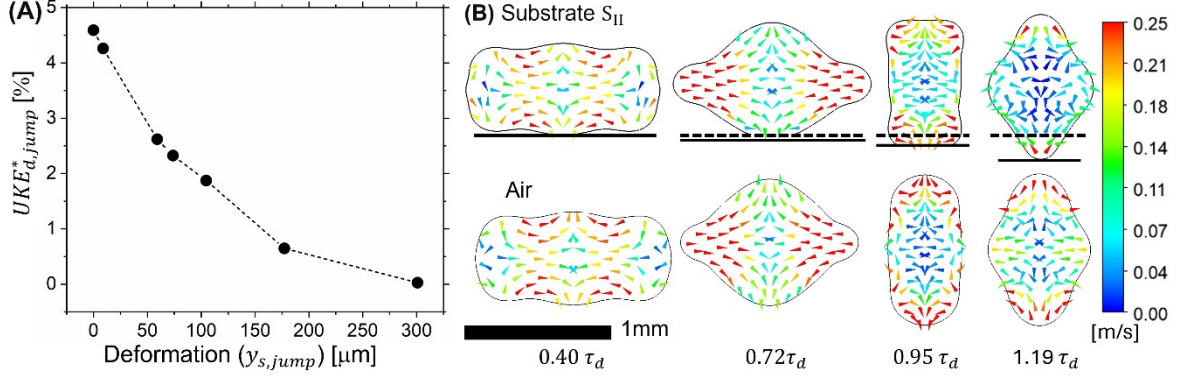 (A)
5
4
3
2
1
0
UKE*d,jump [%]
0 50 100 150 200 250 300
Deformation (ys,jump) [μm]
(B) Substrate SII
Air
1mm
0.40 τd 0.72τd 0.95 τd 1.19 τd
0.25
0.21
0.18
0.14
0.11
0.07
0.04
0.00
[m/s]